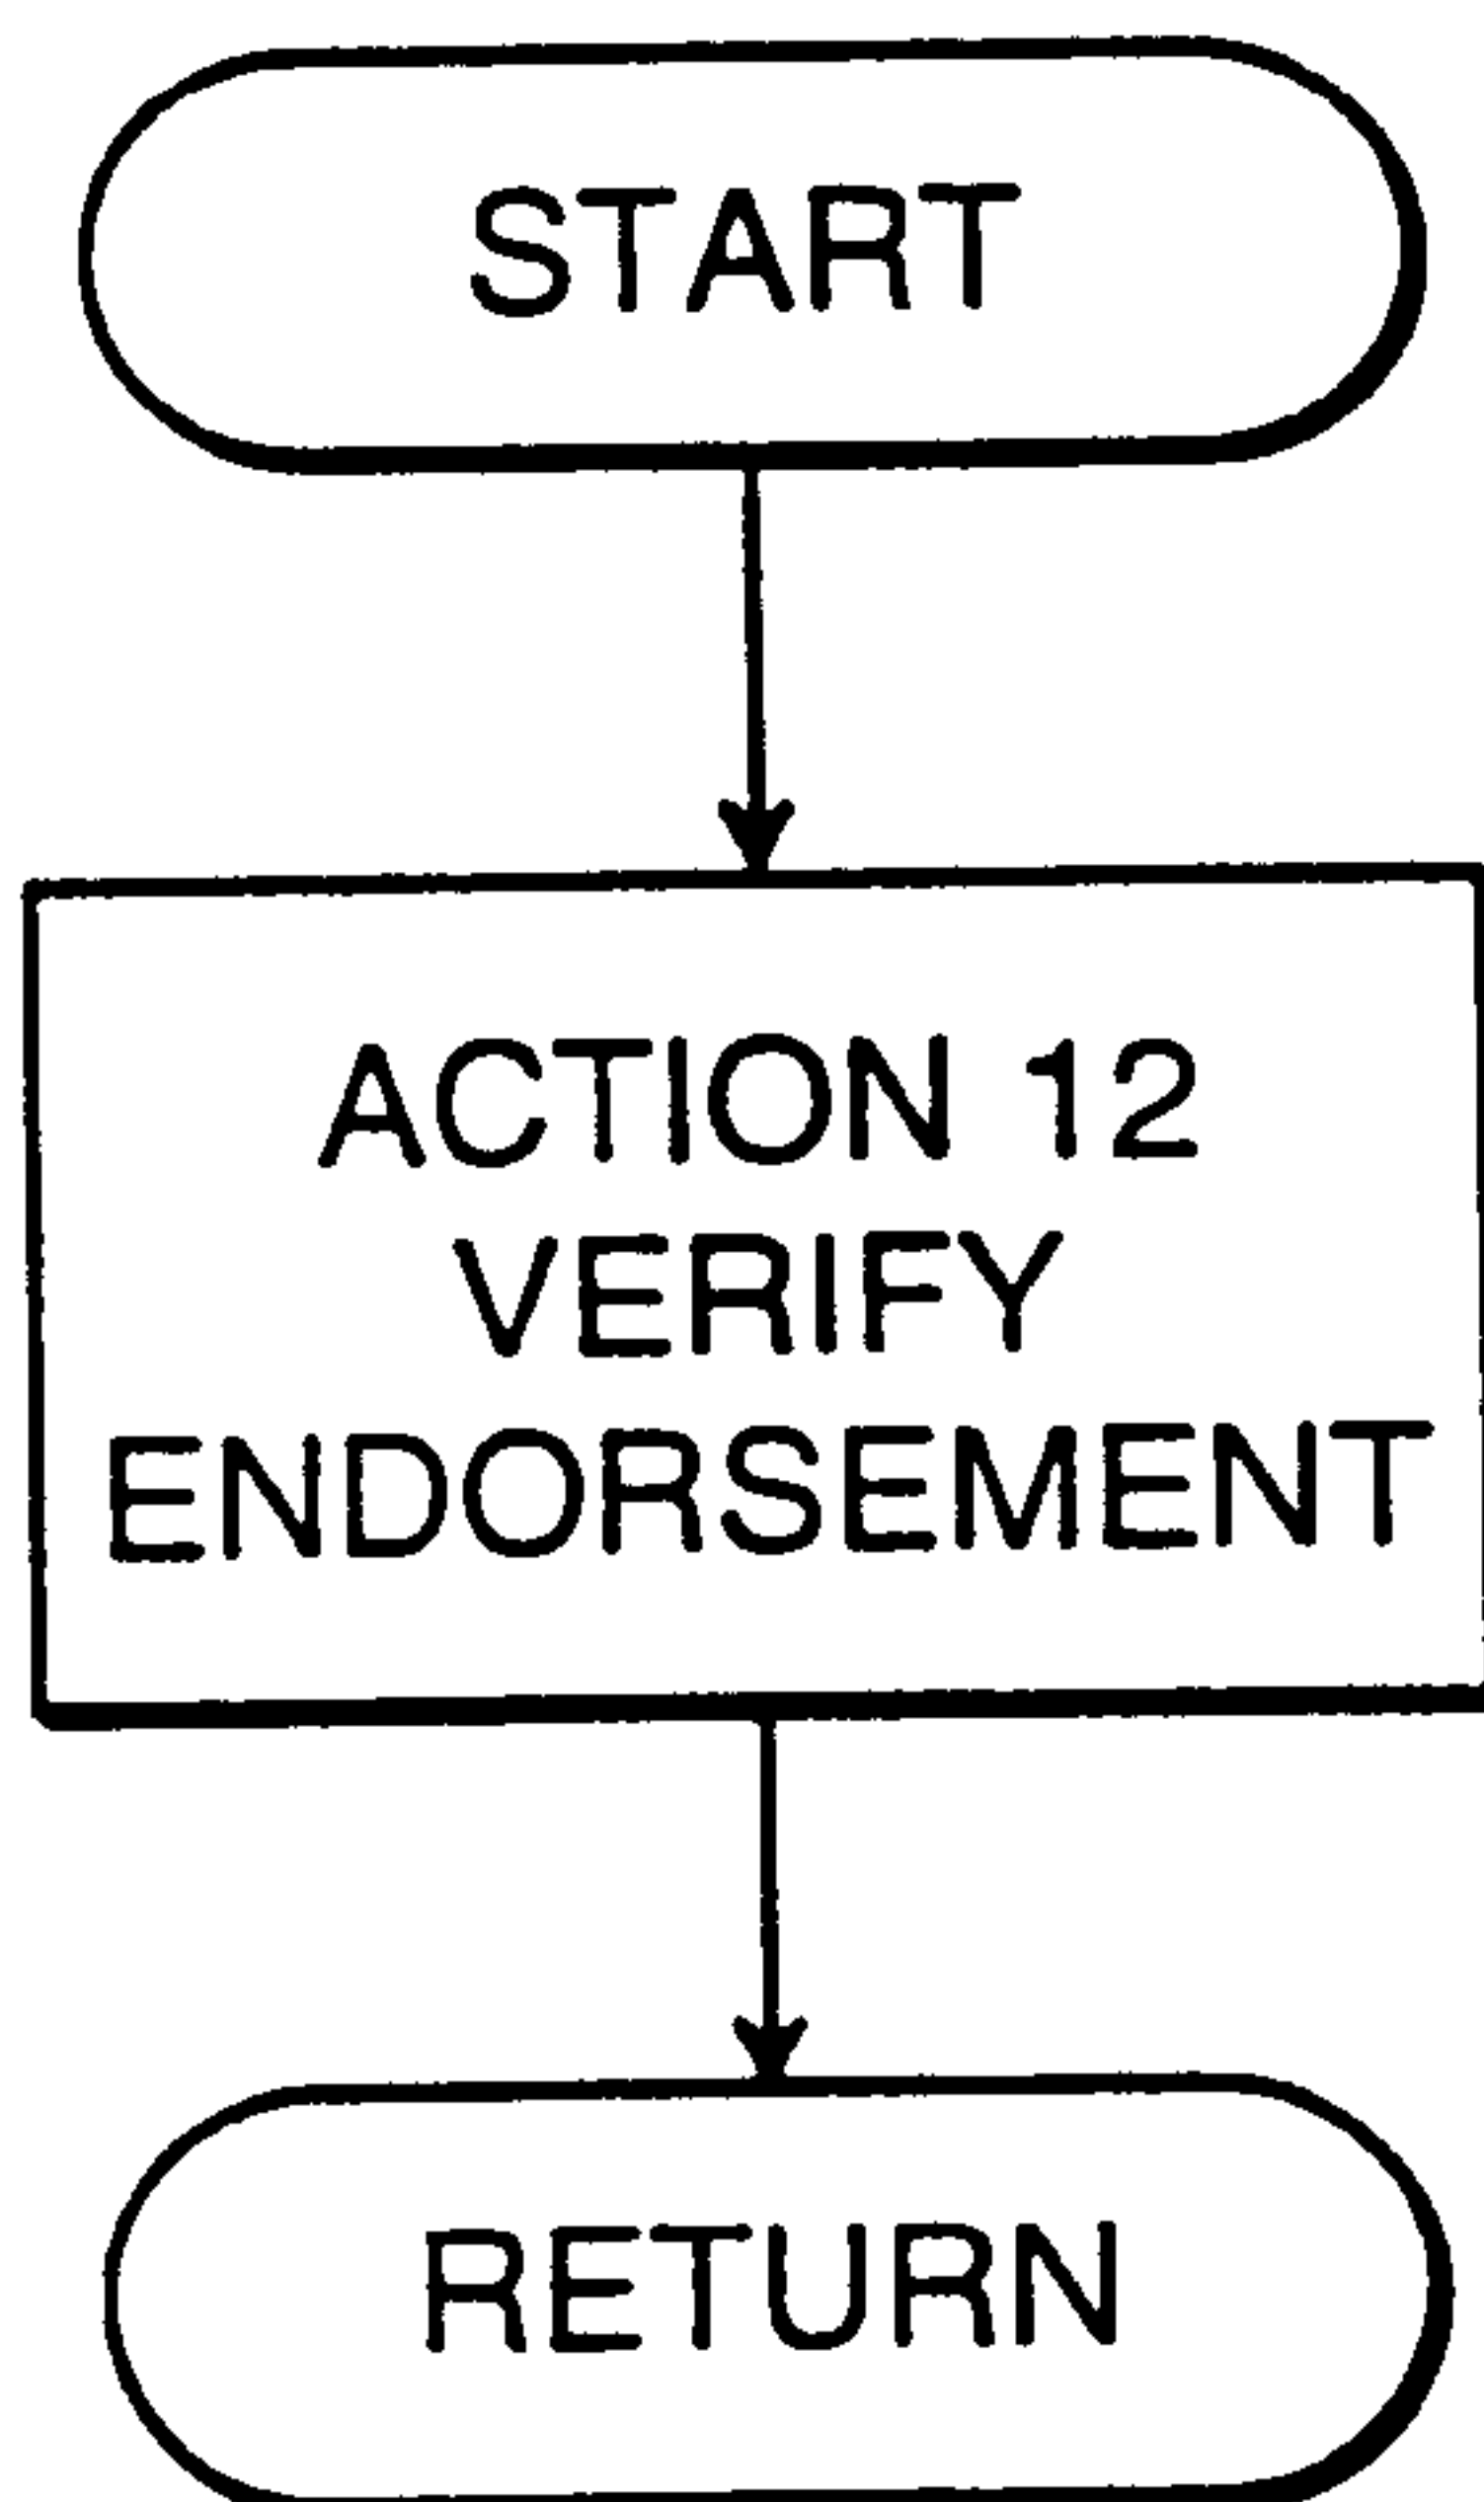 START
ACTION 12
VERIFY
ENDORSEMENT
RETURN